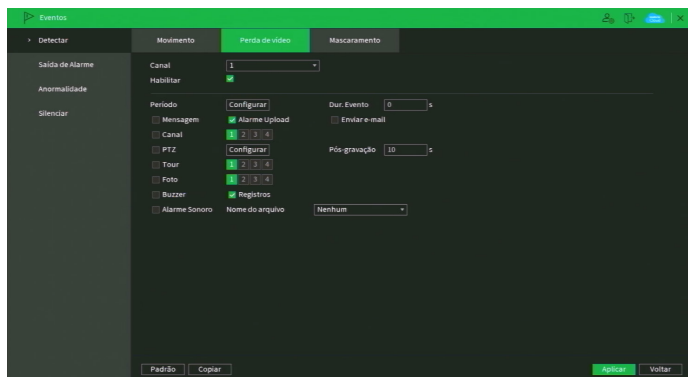 Eventos
Detectar
Saída de Alarme
Anormalidade
Silenciar
Movimento Perda de vídeo Mascaramento
Canal 1
Habilitar
Período Configurar Dur. Evento 0 s
Mensagem Alarme Upload Enviar e-mail
Canal 1 2 3 4
PTZ Configurar Pós-gravação 10 s
Tour 1 2 3 4
Foto 1 2 3 4
Buzzer Registros
Alarme Sonoro Nome do arquivo Nenhum
Padrão Copiar Aplicar Voltar